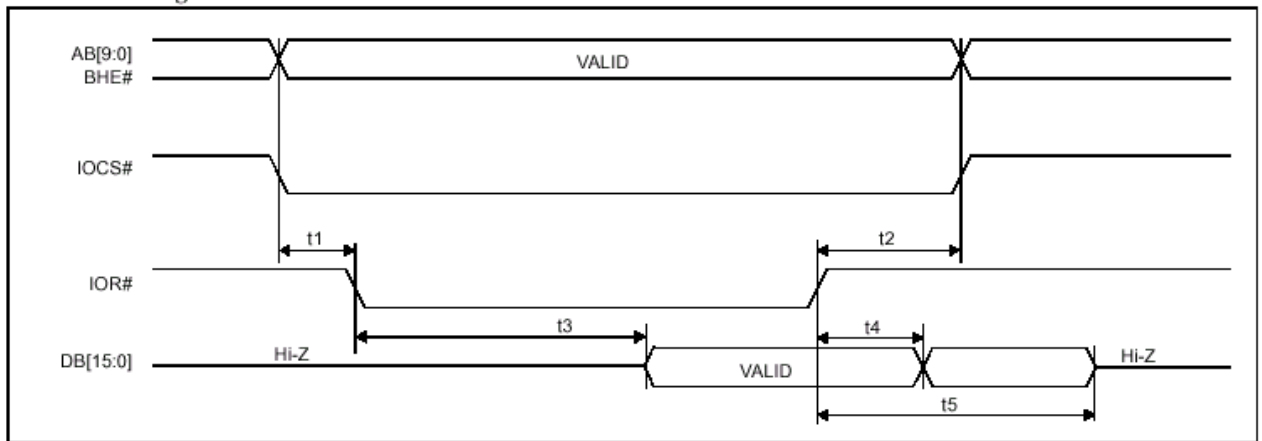 AB[9:0]
BHE#
VALID
IOCS#
t1
t2
IOR#
t3
t4
DB[15:0]
Hi-Z
VALID
Hi-Z
t5